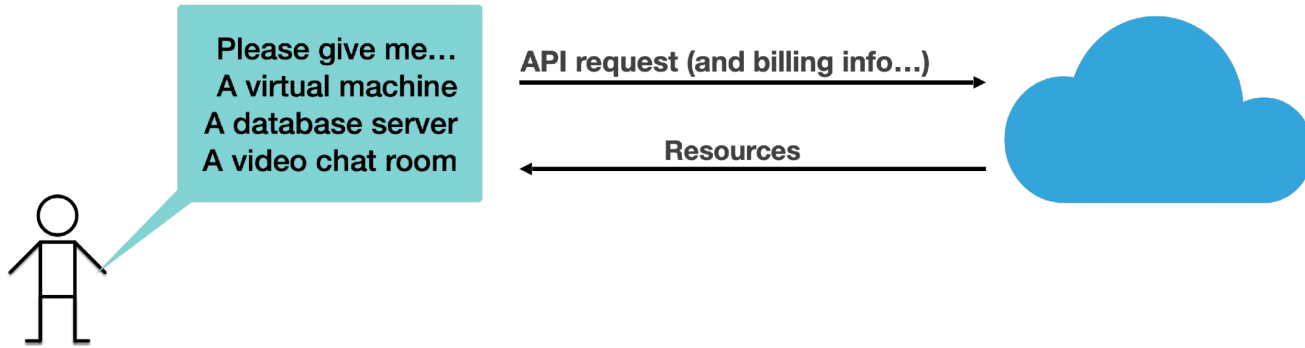 Please give me…
A virtual machine
A database server
A video chat room
API request (and billing info…)
Resources